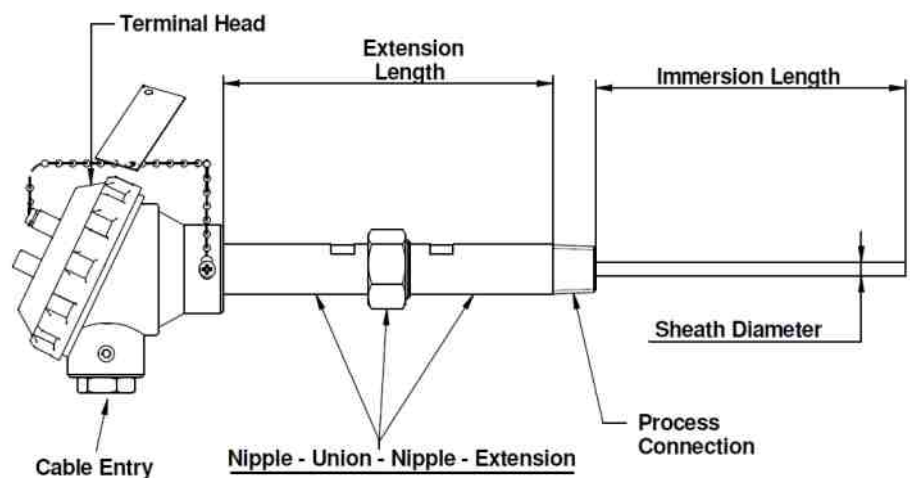 Terminal Head
Extension
Length
Immersion Length
Sheath Diameter
Process
Connection
Nipple - Union - Nipple - Extension
Cable Entry